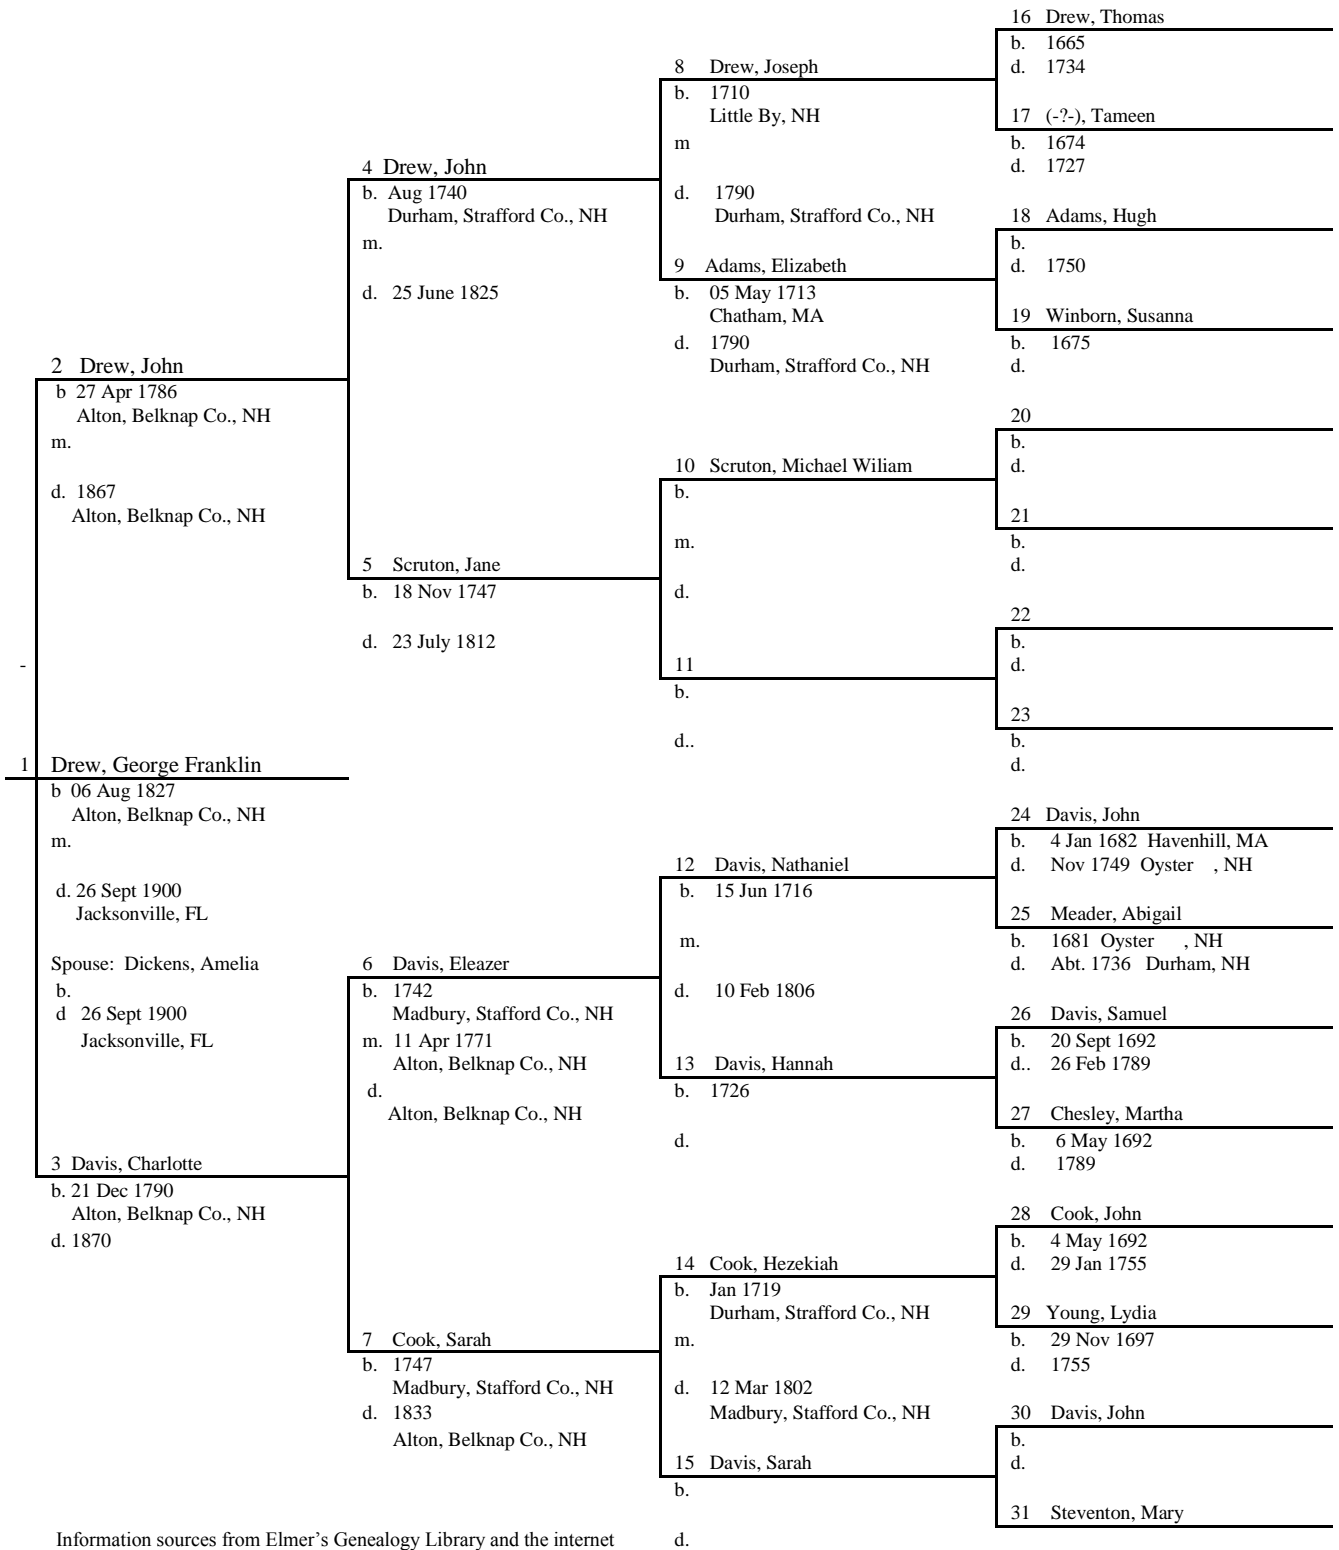 1 Drew, George Franklin
b 06 Aug 1827
Alton, Belknap Co., NH
m.
d. 26 Sept 1900
Jacksonville, FL
Spouse: Dickens, Amelia
b.
d 26 Sept 1900
Jacksonville, FL
-
2 Drew, John
b 27 Apr 1786
Alton, Belknap Co., NH
m.
d. 1867
Alton, Belknap Co., NH
3 Davis, Charlotte
b. 21 Dec 1790
Alton, Belknap Co., NH
d. 1870
4 Drew, John
b. Aug 1740
Durham, Strafford Co., NH
m.
d. 25 June 1825
5 Scruton, Jane
b. 18 Nov 1747
d. 23 July 1812
6 Davis, Eleazer
b. 1742
Madbury, Stafford Co., NH
m. 11 Apr 1771
Alton, Belknap Co., NH
d.
Alton, Belknap Co., NH
7 Cook, Sarah
b. 1747
Madbury, Stafford Co., NH
d. 1833
Alton, Belknap Co., NH
8 Drew, Joseph
b. 1710
Little By, NH
m
d. 1790
Durham, Strafford Co., NH
9 Adams, Elizabeth
b. 05 May 1713
Chatham, MA
d. 1790
Durham, Strafford Co., NH
10 Scruton, Michael Wiliam
b.
m.
d.
11
b.
d..
12 Davis, Nathaniel
b. 15 Jun 1716
m.
d. 10 Feb 1806
13 Davis, Hannah
b. 1726
d.
14 Cook, Hezekiah
b. Jan 1719
Durham, Strafford Co., NH
m.
d. 12 Mar 1802
Madbury, Stafford Co., NH
15 Davis, Sarah
b.
d.
16 Drew, Thomas
b. 1665
d. 1734
17 (-?-), Tameen
b. 1674
d. 1727
18 Adams, Hugh
b.
d. 1750
19 Winborn, Susanna
b. 1675
d.
20
b.
d.
21
b.
d.
22
b.
d.
23
b.
d.
24 Davis, John
b. 4 Jan 1682 Havenhill, MA
d. Nov 1749 Oyster , NH
25 Meader, Abigail
b. 1681 Oyster , NH
d. Abt. 1736 Durham, NH
26 Davis, Samuel
b. 20 Sept 1692
d.. 26 Feb 1789
27 Chesley, Martha
b. 6 May 1692
d. 1789
28 Cook, John
b. 4 May 1692
d. 29 Jan 1755
29 Young, Lydia
b. 29 Nov 1697
d. 1755
30 Davis, John
b.
d.
31 Steventon, Mary
Information sources from Elmer's Genealogy Library and the internet